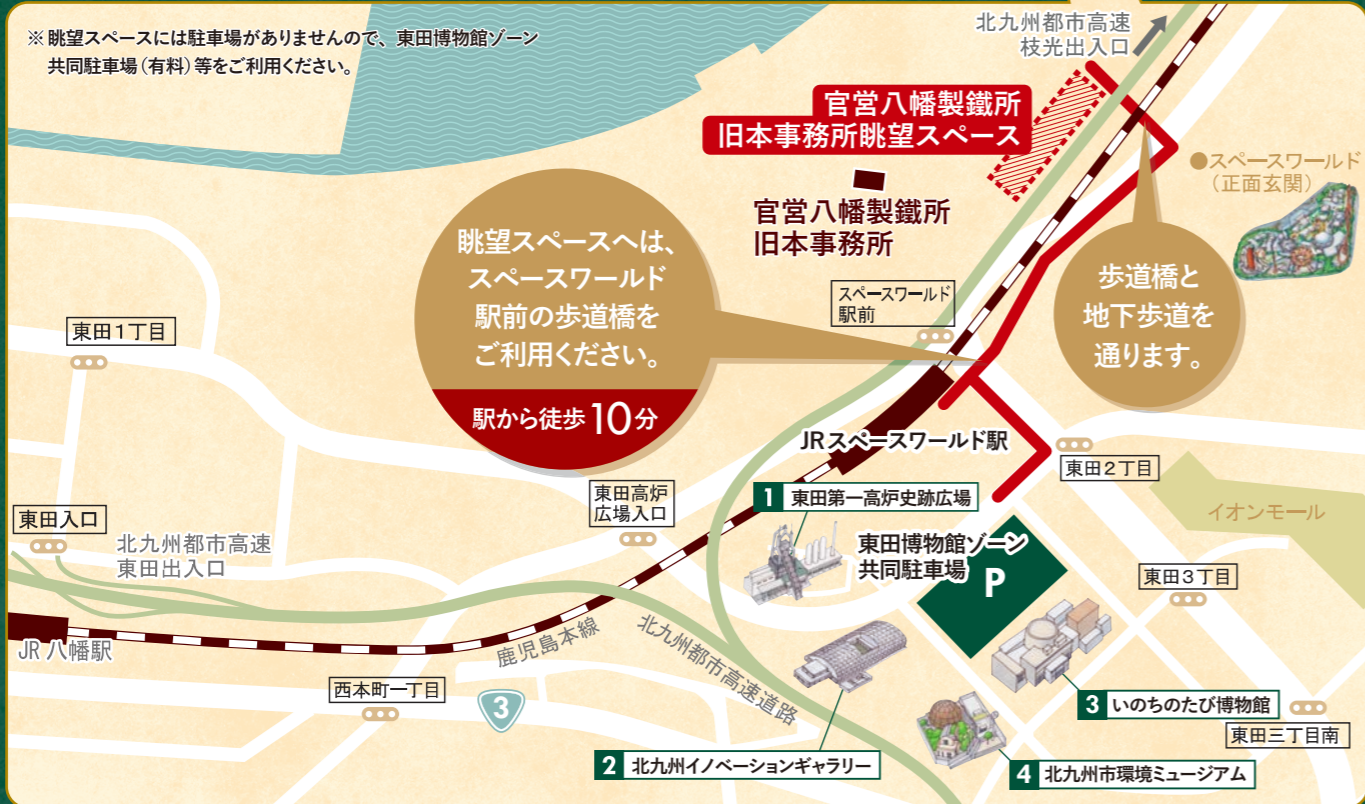 ※眺望スペースには駐車場がありませんので、東田博物館ゾーン
共同駐車場(有料)等をご利用ください。
北九州都市高速
枝光出入口
官営八幡製鐵所
旧本事務所眺望スペース
●スペースワールド
(正面玄関)
官営八幡製鐵所
旧本事務所
眺望スペースへは、
スペースワールド
駅前の歩道橋を
ご利用ください。
駅から徒歩10分
歩道橋と
地下歩道を
通ります。
スペースワールド
駅前
東田1丁目
JRスペースワールド駅
東田2丁目
東田高炉
広場入口
1 東田第一高炉史跡広場
イオンモール
東田入口
北九州都市高速
東田出入口
東田博物館ゾーン
共同駐車場
P
東田3丁目
JR 八幡駅
鹿児島本線
北九州都市高速道路
西本町一丁目
3
3 いのちのたび博物館
東田三丁目南
2 北九州イノベーションギャラリー
4 北九州市環境ミュージアム